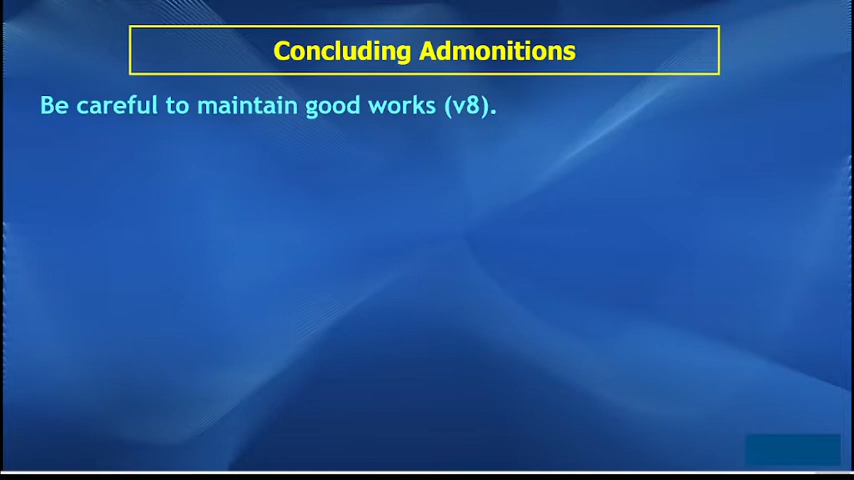 Concluding Admonitions
Be careful to maintain good works (v8).